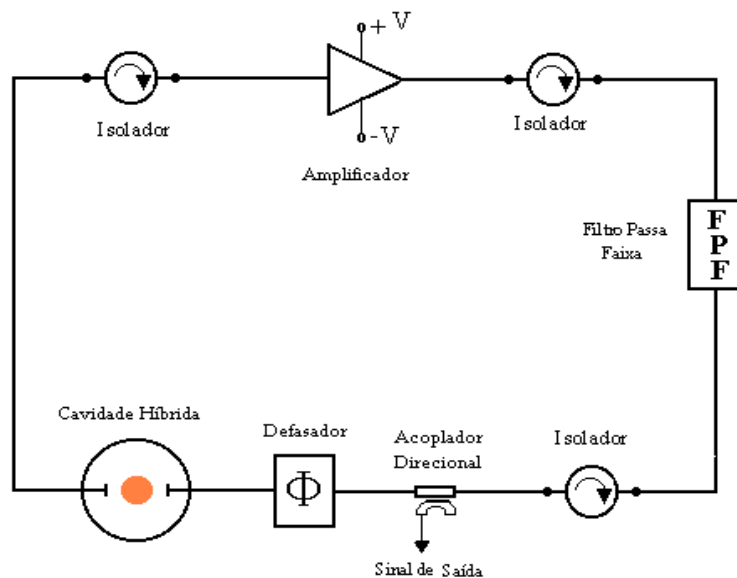 + V
Isolador
-V
Isolador
Amplificador
Filtro Passa
Faixa
F
P
F
Cavidade Híbrida
Defasador
Φ
Acoplador
Direcional
Isolador
Sinal de Saída